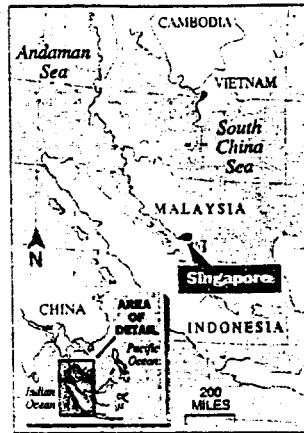 CAMBODIA
Andaman
Sea
VIETNAM
South
China
Sea
MALAYSIA
N
Singapore
CHINA
AREA
OF
DETAIL
INDONESIA
Pacific
Ocean
Indian
Ocean
200
MILES